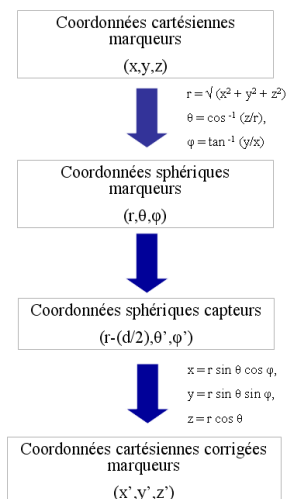 Coordonnées cartésiennes
marqueurs
(x,y,z)
r = √ (x² + y² + z²)
θ = cos ⁻¹ (z/r),
φ = tan ⁻¹ (y/x)
Coordonnées sphériques
marqueurs
(r,θ,φ)
Coordonnées sphériques capteurs
(r-(d/2),θ’,φ’)
x = r sin θ cos φ,
y = r sin θ sin φ,
z = r cos θ
Coordonnées cartésiennes corrigées
marqueurs
(x’,y’,z’)